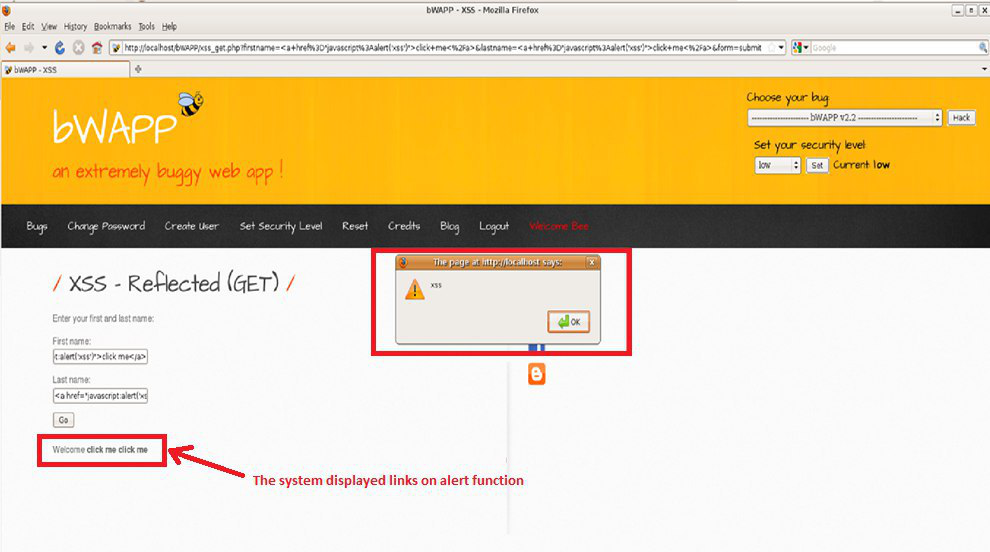 bWAPP - XSS - Mozilla Firefox
File Edit View History Bookmarks Tools Help
http://localhost/bWAPP/xss_get.php?firstname=<a+href%3D"javascript%3Aalert('xss')">click+me<%2Fa>&lastname=<a+href%3D"javascript%3Aalert('xss')">click+me<%2Fa>&form=submit
Google
bWAPP - XSS
bWAPP
an extremely buggy web app !
Choose your bug:
---------------------- bWAPP v2.2 ----------------------
Hack
Set your security level:
low
Set
Current low
Bugs Change Password Create User Set Security Level Reset Credits Blog Logout Welcome Bee
/ XSS - Reflected (GET) /
The page at http://localhost says:
xss
OK
Enter your first and last name:
First name:
t:alert('xss')">click me</a>
Last name:
<a href="javascript:alert('xs
Go
Welcome click me click me
The system displayed links on alert function